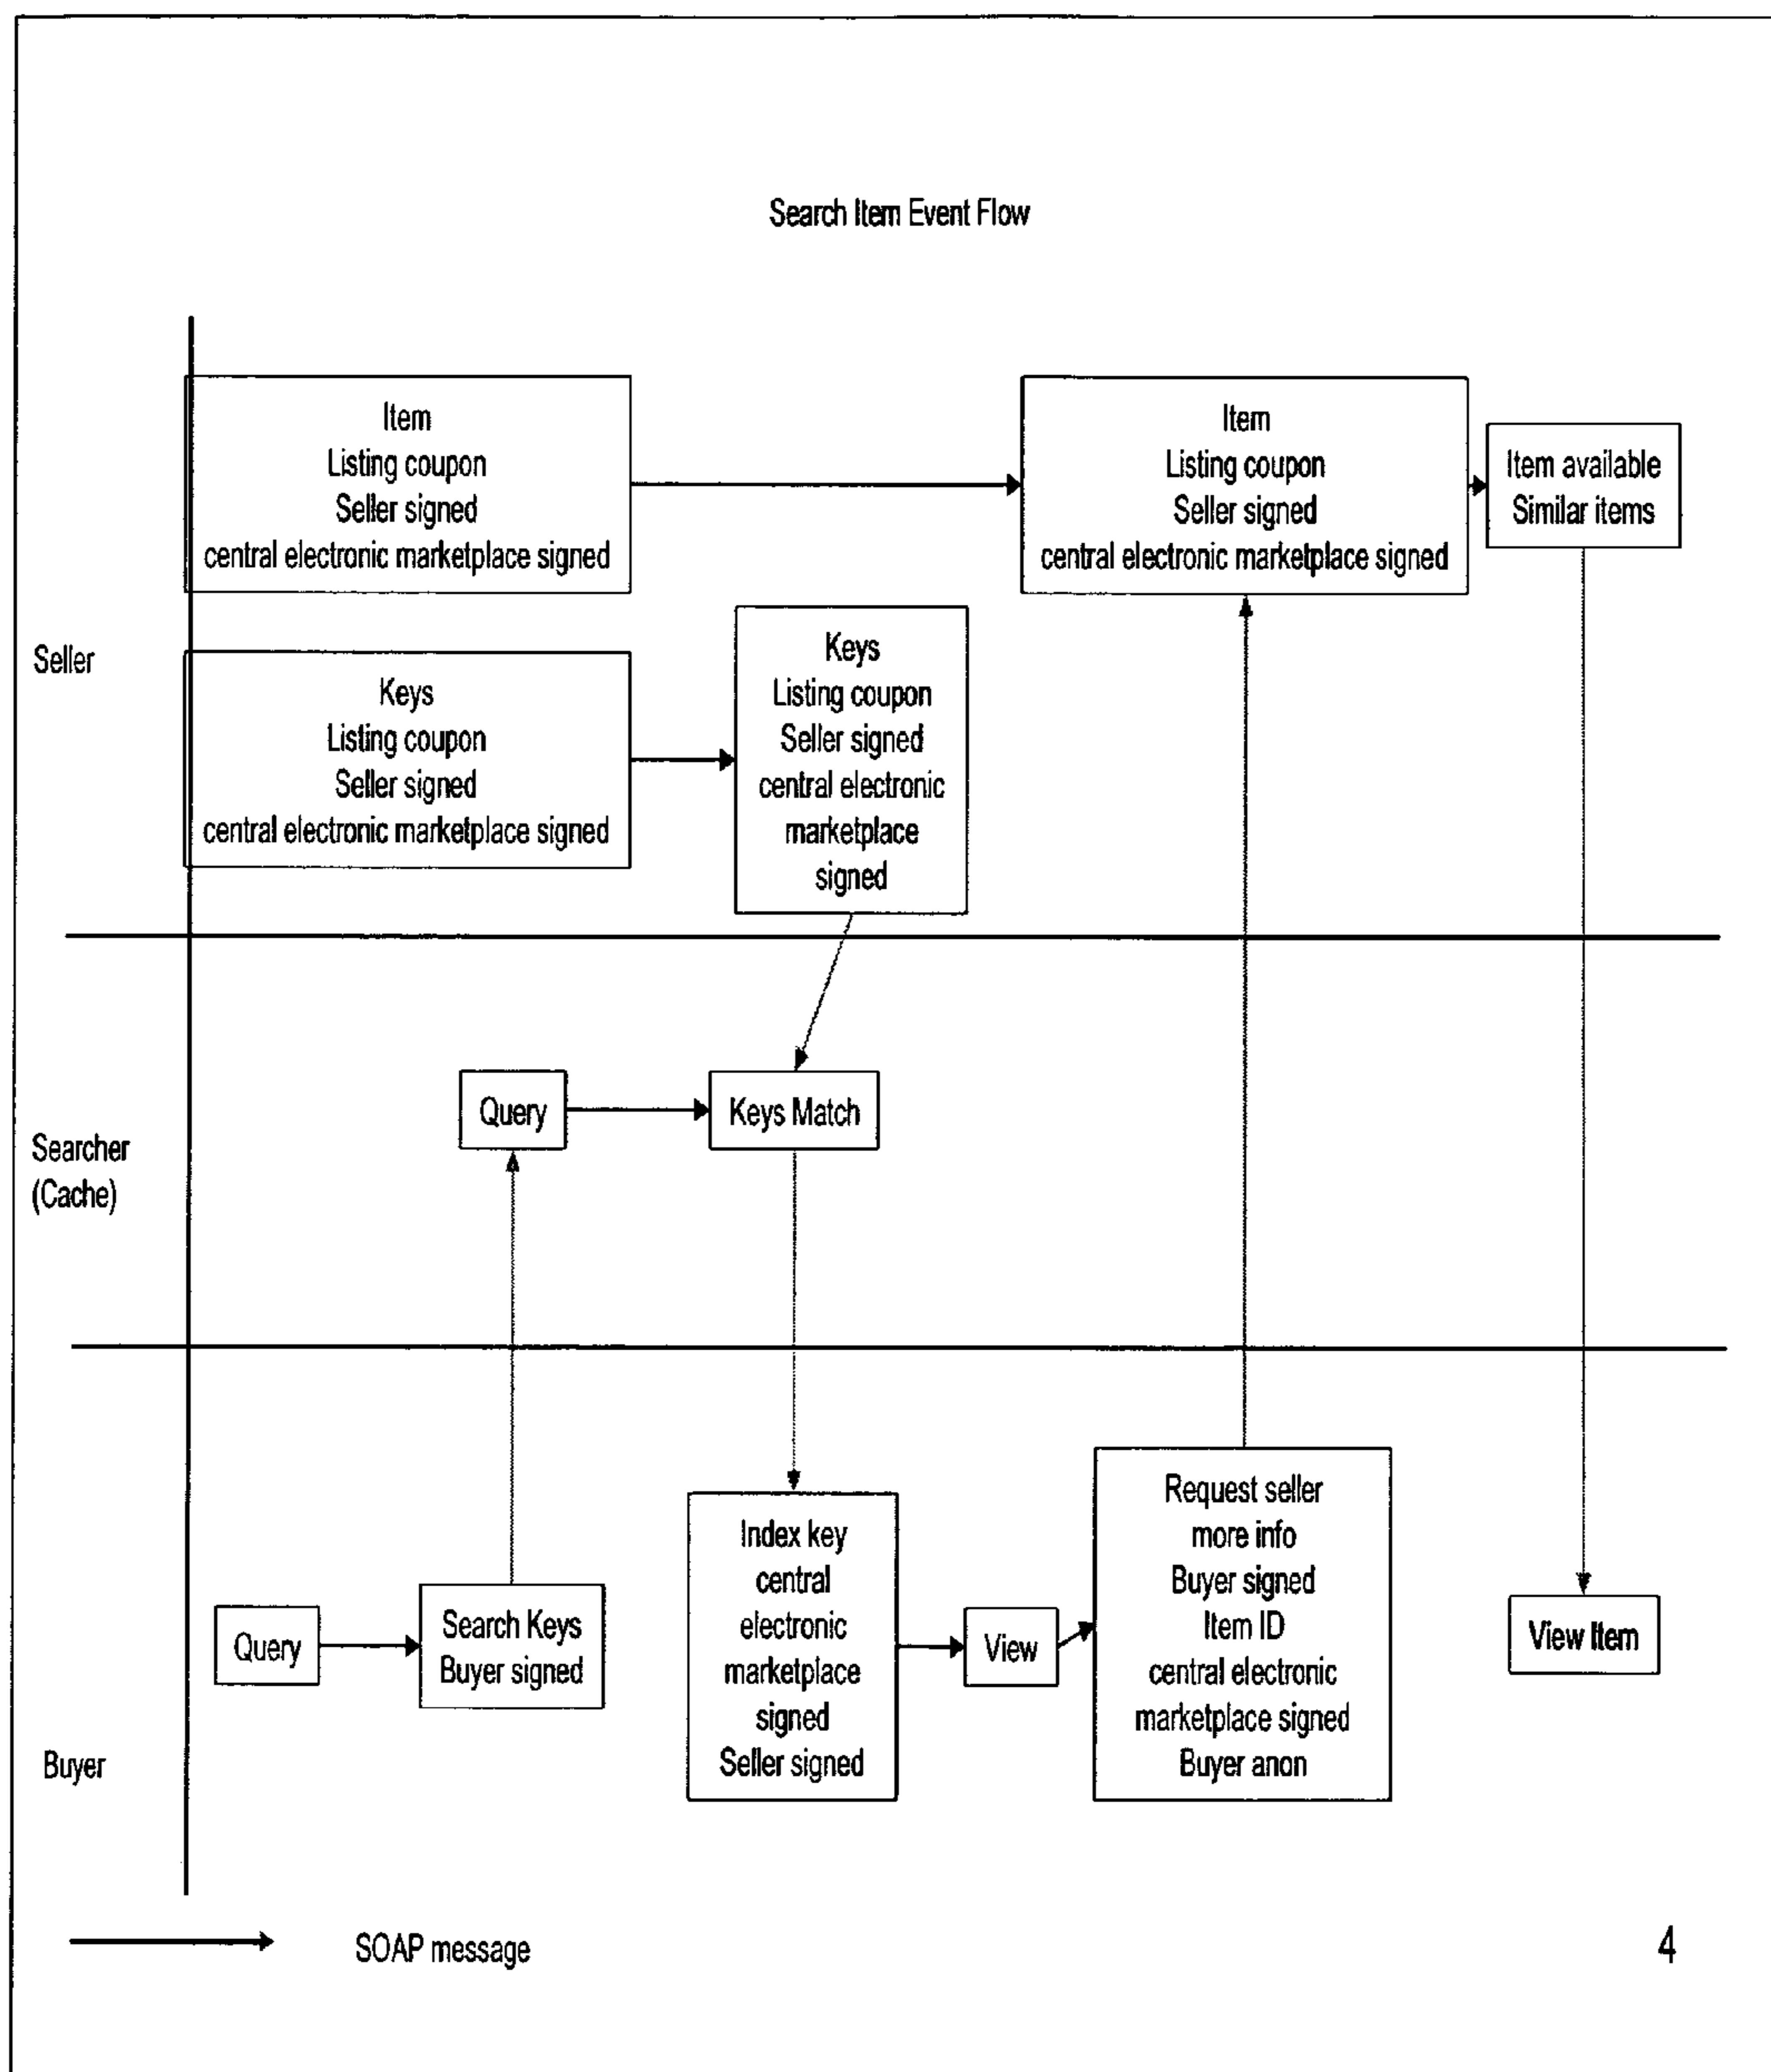 Search Item Event Flow
Item
Listing coupon
Seller signed
central electronic marketplace signed
Item
Listing coupon
Seller signed
central electronic marketplace signed
Item available
Similar items
Seller
Keys
Listing coupon
Seller signed
central electronic marketplace signed
Keys
Listing coupon
Seller signed
central electronic
marketplace
signed
Searcher
(Cache)
Query
Keys Match
Buyer
Query
Search Keys
Buyer signed
Index key
central
electronic
marketplace
signed
Seller signed
View
Request seller
more info
Buyer signed
Item ID
central electronic
marketplace signed
Buyer anon
View Item
SOAP message
4